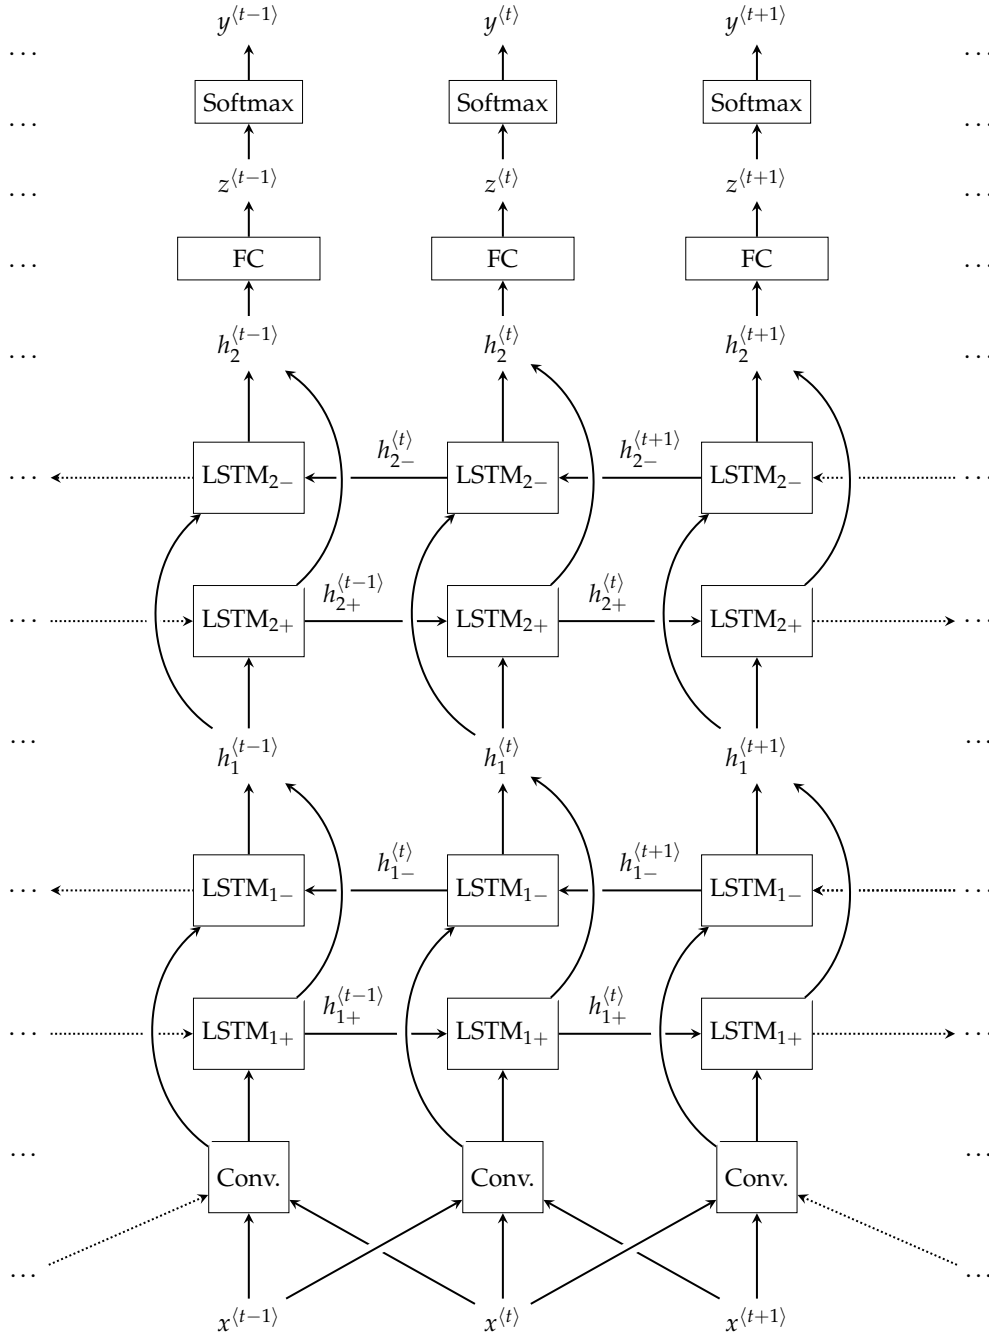 y⟨t−1⟩ y⟨t⟩ y⟨t+1⟩
... ...
Softmax Softmax Softmax
... ...
z⟨t−1⟩ z⟨t⟩ z⟨t+1⟩
... ...
FC FC FC
... ...
h₂⟨t−1⟩ h₂⟨t⟩ h₂⟨t+1⟩
... ...
h₂₋⟨t⟩ h₂₋⟨t+1⟩
... LSTM₂₋ LSTM₂₋ LSTM₂₋ ...
h₂₊⟨t−1⟩ h₂₊⟨t⟩
... LSTM₂₊ LSTM₂₊ LSTM₂₊ ...
... ...
h₁⟨t−1⟩ h₁⟨t⟩ h₁⟨t+1⟩
h₁₋⟨t⟩ h₁₋⟨t+1⟩
... LSTM₁₋ LSTM₁₋ LSTM₁₋ ...
h₁₊⟨t−1⟩ h₁₊⟨t⟩
... LSTM₁₊ LSTM₁₊ LSTM₁₊ ...
... ...
Conv. Conv. Conv.
... ...
x⟨t−1⟩ x⟨t⟩ x⟨t+1⟩